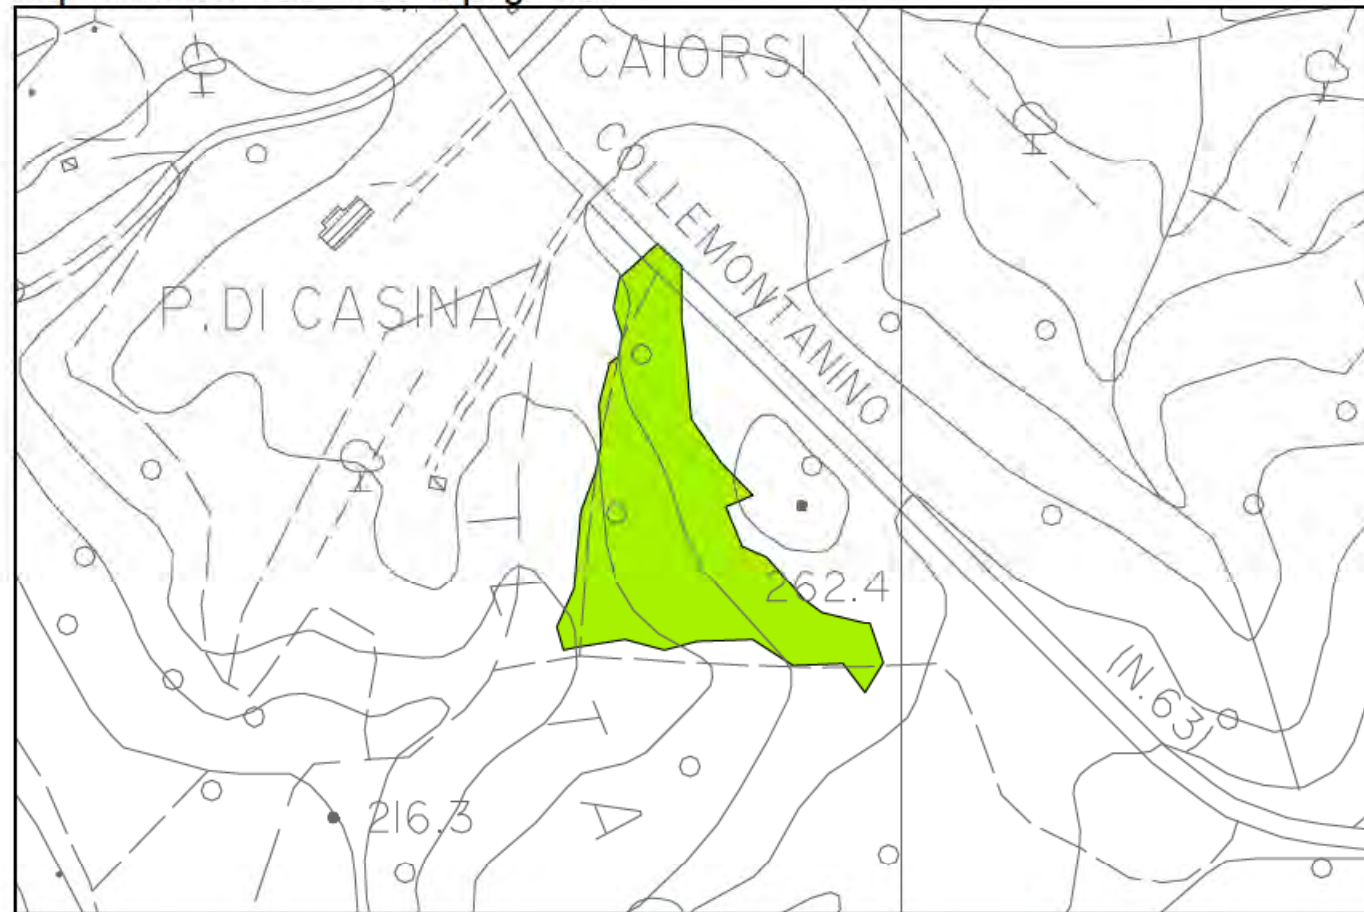 CAIORSI
COLLEMONTANINO
P. DI CASINA
262.4
(N.63)
216.3